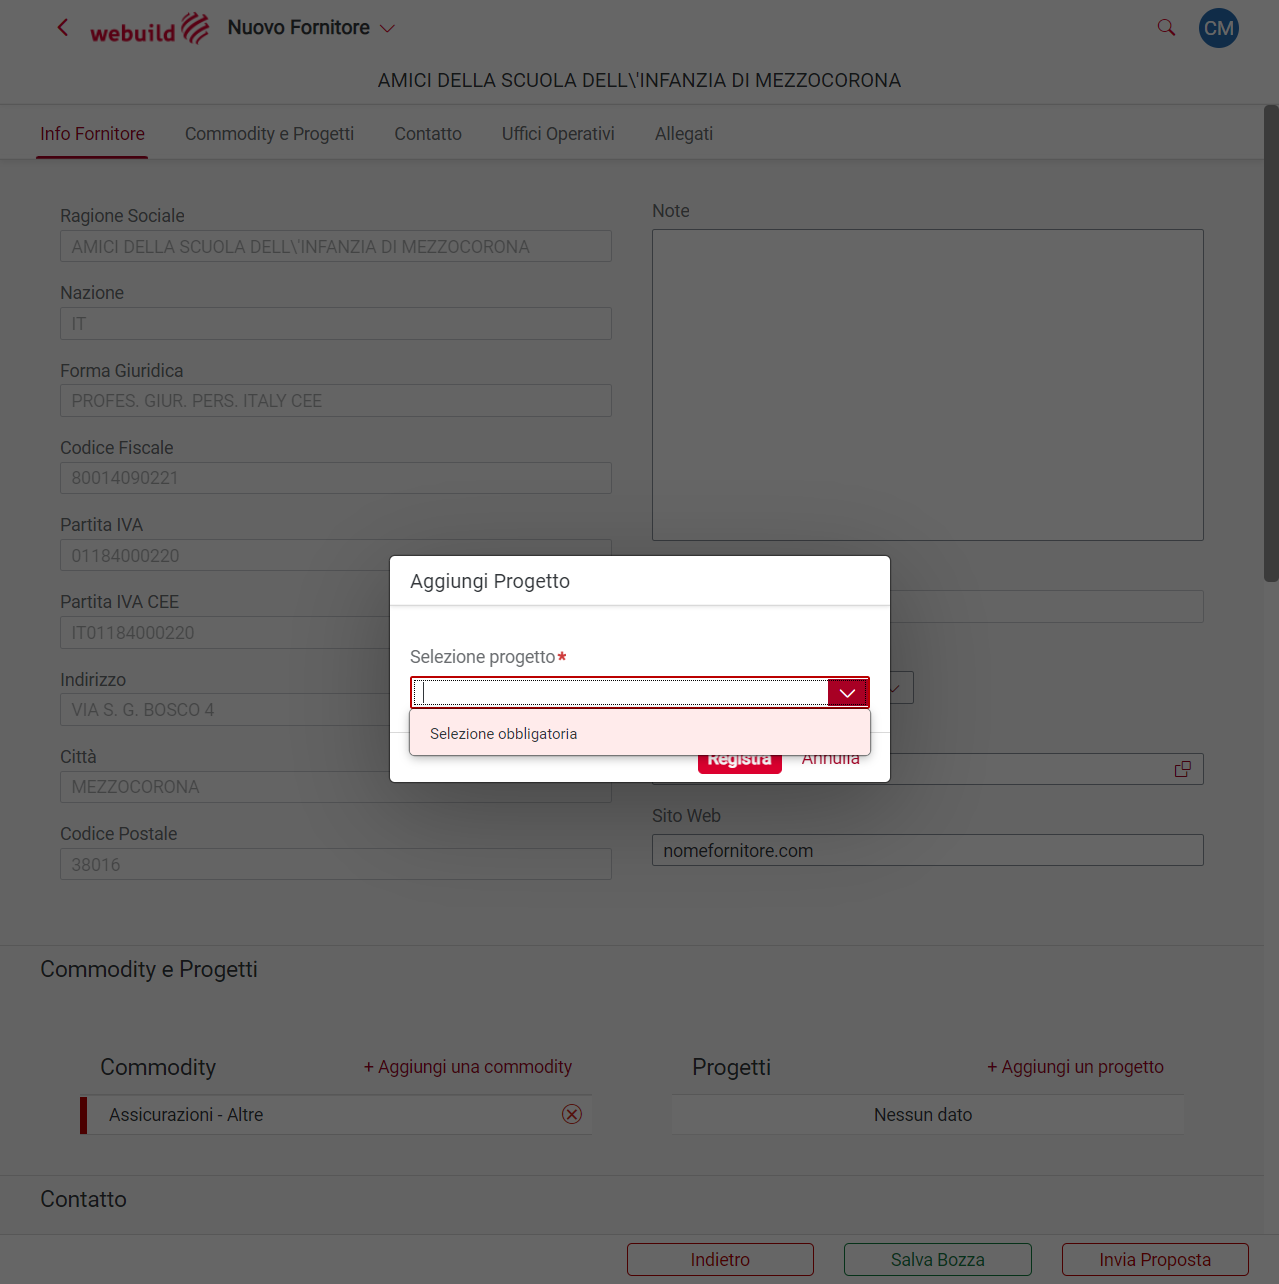 webuild
Nuovo Fornitore
CM
AMICI DELLA SCUOLA DELL\'INFANZIA DI MEZZOCORONA
Info Fornitore
Commodity e Progetti
Contatto
Uffici Operativi
Allegati
Ragione Sociale
AMICI DELLA SCUOLA DELL\'INFANZIA DI MEZZOCORONA
Nazione
IT
Forma Giuridica
PROFES. GIUR. PERS. ITALY CEE
Codice Fiscale
80014090221
Partita IVA
01184000220
Partita IVA CEE
IT01184000220
Indirizzo
VIA S. G. BOSCO 4
Città
MEZZOCORONA
Codice Postale
38016
Note
Sito Web
nomefornitore.com
Aggiungi Progetto
Selezione progetto*
Selezione obbligatoria
Registra
Annulla
Commodity e Progetti
Commodity
+ Aggiungi una commodity
Assicurazioni - Altre
Progetti
+ Aggiungi un progetto
Nessun dato
Contatto
Indietro
Salva Bozza
Invia Proposta